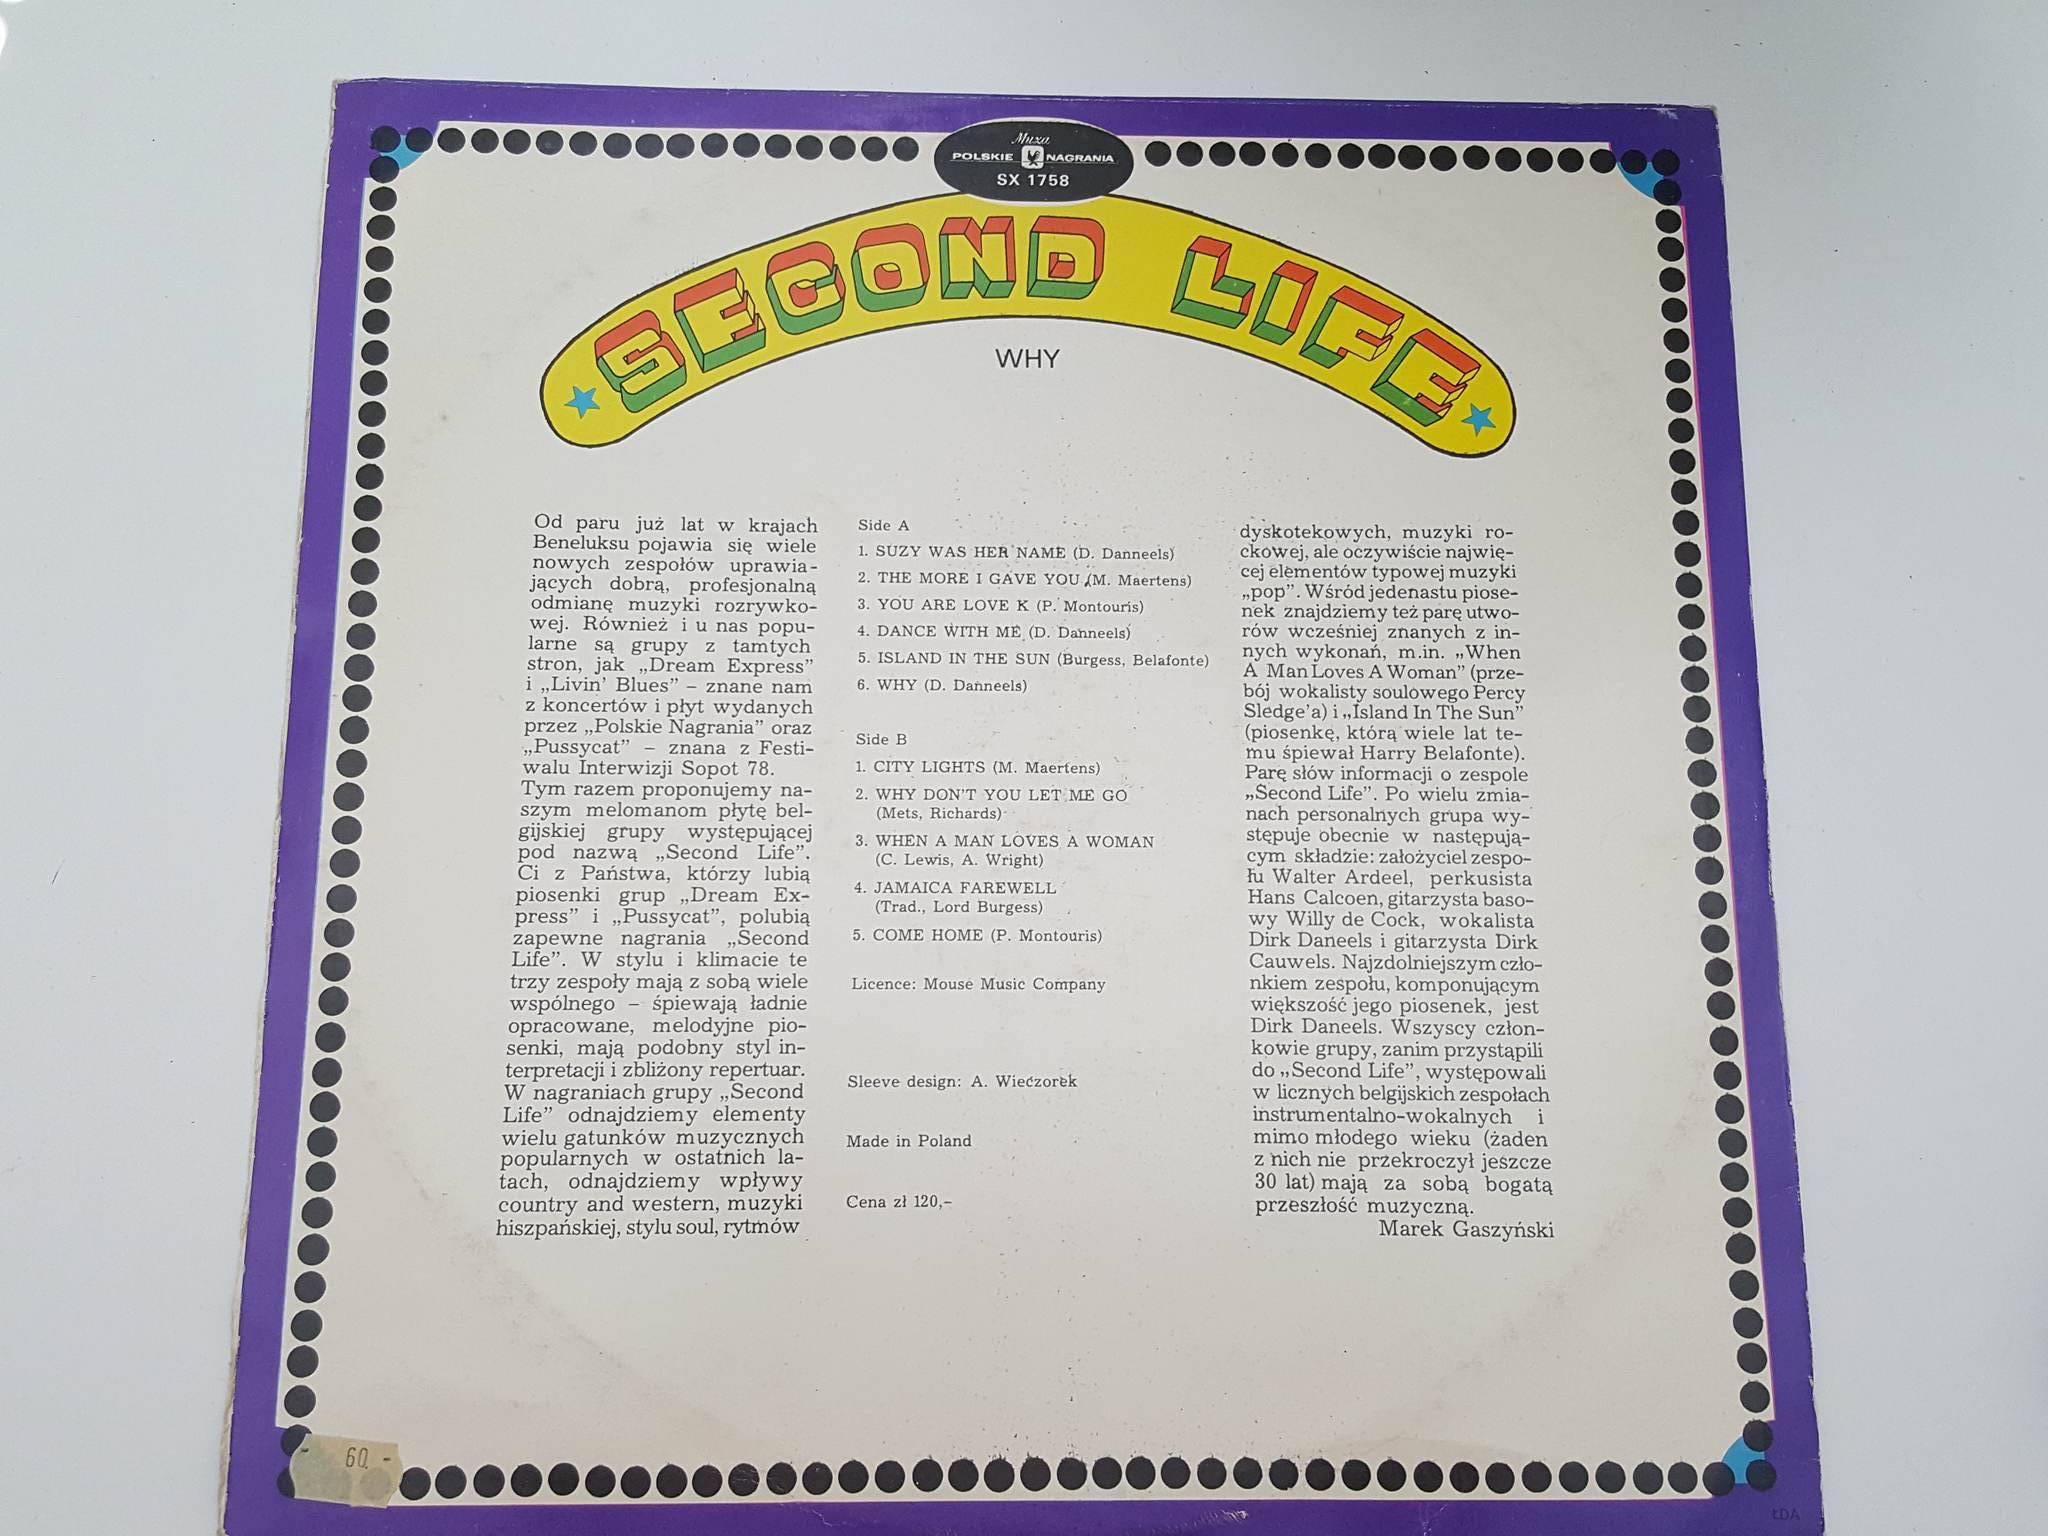 Muza
POLSKIE NAGRANIA
SX 1758
SECOND LIFE
WHY
Od paru już lat w krajach
Beneluksu pojawia się wiele
nowych zespołów uprawia-
jących dobrą, profesjonalną
odmianę muzyki rozrywko-
wej. Również i u nas popu-
larne są grupy z tamtych
stron, jak „Dream Express”
i „Livin' Blues” – znane nam
z koncertów i płyt wydanych
przez „Polskie Nagrania” oraz
„Pussycat” – znana z Festi-
walu Interwizji Sopot 78.
Tym razem proponujemy na-
szym melomanom płytę bel-
gijskiej grupy występującej
pod nazwą „Second Life”.
Ci z Państwa, którzy lubią
piosenki grup „Dream Ex-
press” i „Pussycat”, polubią
zapewne nagrania „Second
Life”. W stylu i klimacie te
trzy zespoły mają z sobą wiele
wspólnego – śpiewają ładnie
opracowane, melodyjne pio-
senki, mają podobny styl in-
terpretacji i zbliżony repertuar.
W nagraniach grupy „Second
Life” odnajdziemy elementy
wielu gatunków muzycznych
popularnych w ostatnich la-
tach, odnajdziemy wpływy
country and western, muzyki
hiszpańskiej, stylu soul, rytmów
Side A
1. SUZY WAS HER NAME (D. Danneels)
2. THE MORE I GAVE YOU (M. Maertens)
3. YOU ARE LOVE K (P. Montouris)
4. DANCE WITH ME (D. Danneels)
5. ISLAND IN THE SUN (Burgess, Belafonte)
6. WHY (D. Danneels)
Side B
1. CITY LIGHTS (M. Maertens)
2. WHY DON'T YOU LET ME GO
(Mets, Richards)
3. WHEN A MAN LOVES A WOMAN
(C. Lewis, A. Wright)
4. JAMAICA FAREWELL
(Trad., Lord Burgess)
5. COME HOME (P. Montouris)
Licence: Mouse Music Company
Sleeve design: A. Wieczorek
Made in Poland
Cena zł 120,-
dyskotekowych, muzyki ro-
ckowej, ale oczywiście najwię-
cej elementów typowej muzyki
„pop”. Wśród jedenastu piose-
nek znajdziemy też parę utwo-
rów wcześniej znanych z in-
nych wykonań, m.in. „When
A Man Loves A Woman” (prze-
bój wokalisty soulowego Percy
Sledge'a) i „Island In The Sun”
(piosenkę, którą wiele lat te-
mu śpiewał Harry Belafonte).
Parę słów informacji o zespole
„Second Life”. Po wielu zmia-
nach personalnych grupa wy-
stępuje obecnie w następują-
cym składzie: założyciel zespo-
łu Walter Ardeel, perkusista
Hans Calcoen, gitarzysta baso-
wy Willy de Cock, wokalista
Dirk Daneels i gitarzysta Dirk
Cauwels. Najzdolniejszym czło-
nkiem zespołu, komponującym
większość jego piosenek, jest
Dirk Daneels. Wszyscy człon-
kowie grupy, zanim przystąpili
do „Second Life”, występowali
w licznych belgijskich zespołach
instrumentalno-wokalnych i
mimo młodego wieku (żaden
z nich nie przekroczył jeszcze
30 lat) mają za sobą bogatą
przeszłość muzyczną.
Marek Gaszyński
60.-
ŁDA